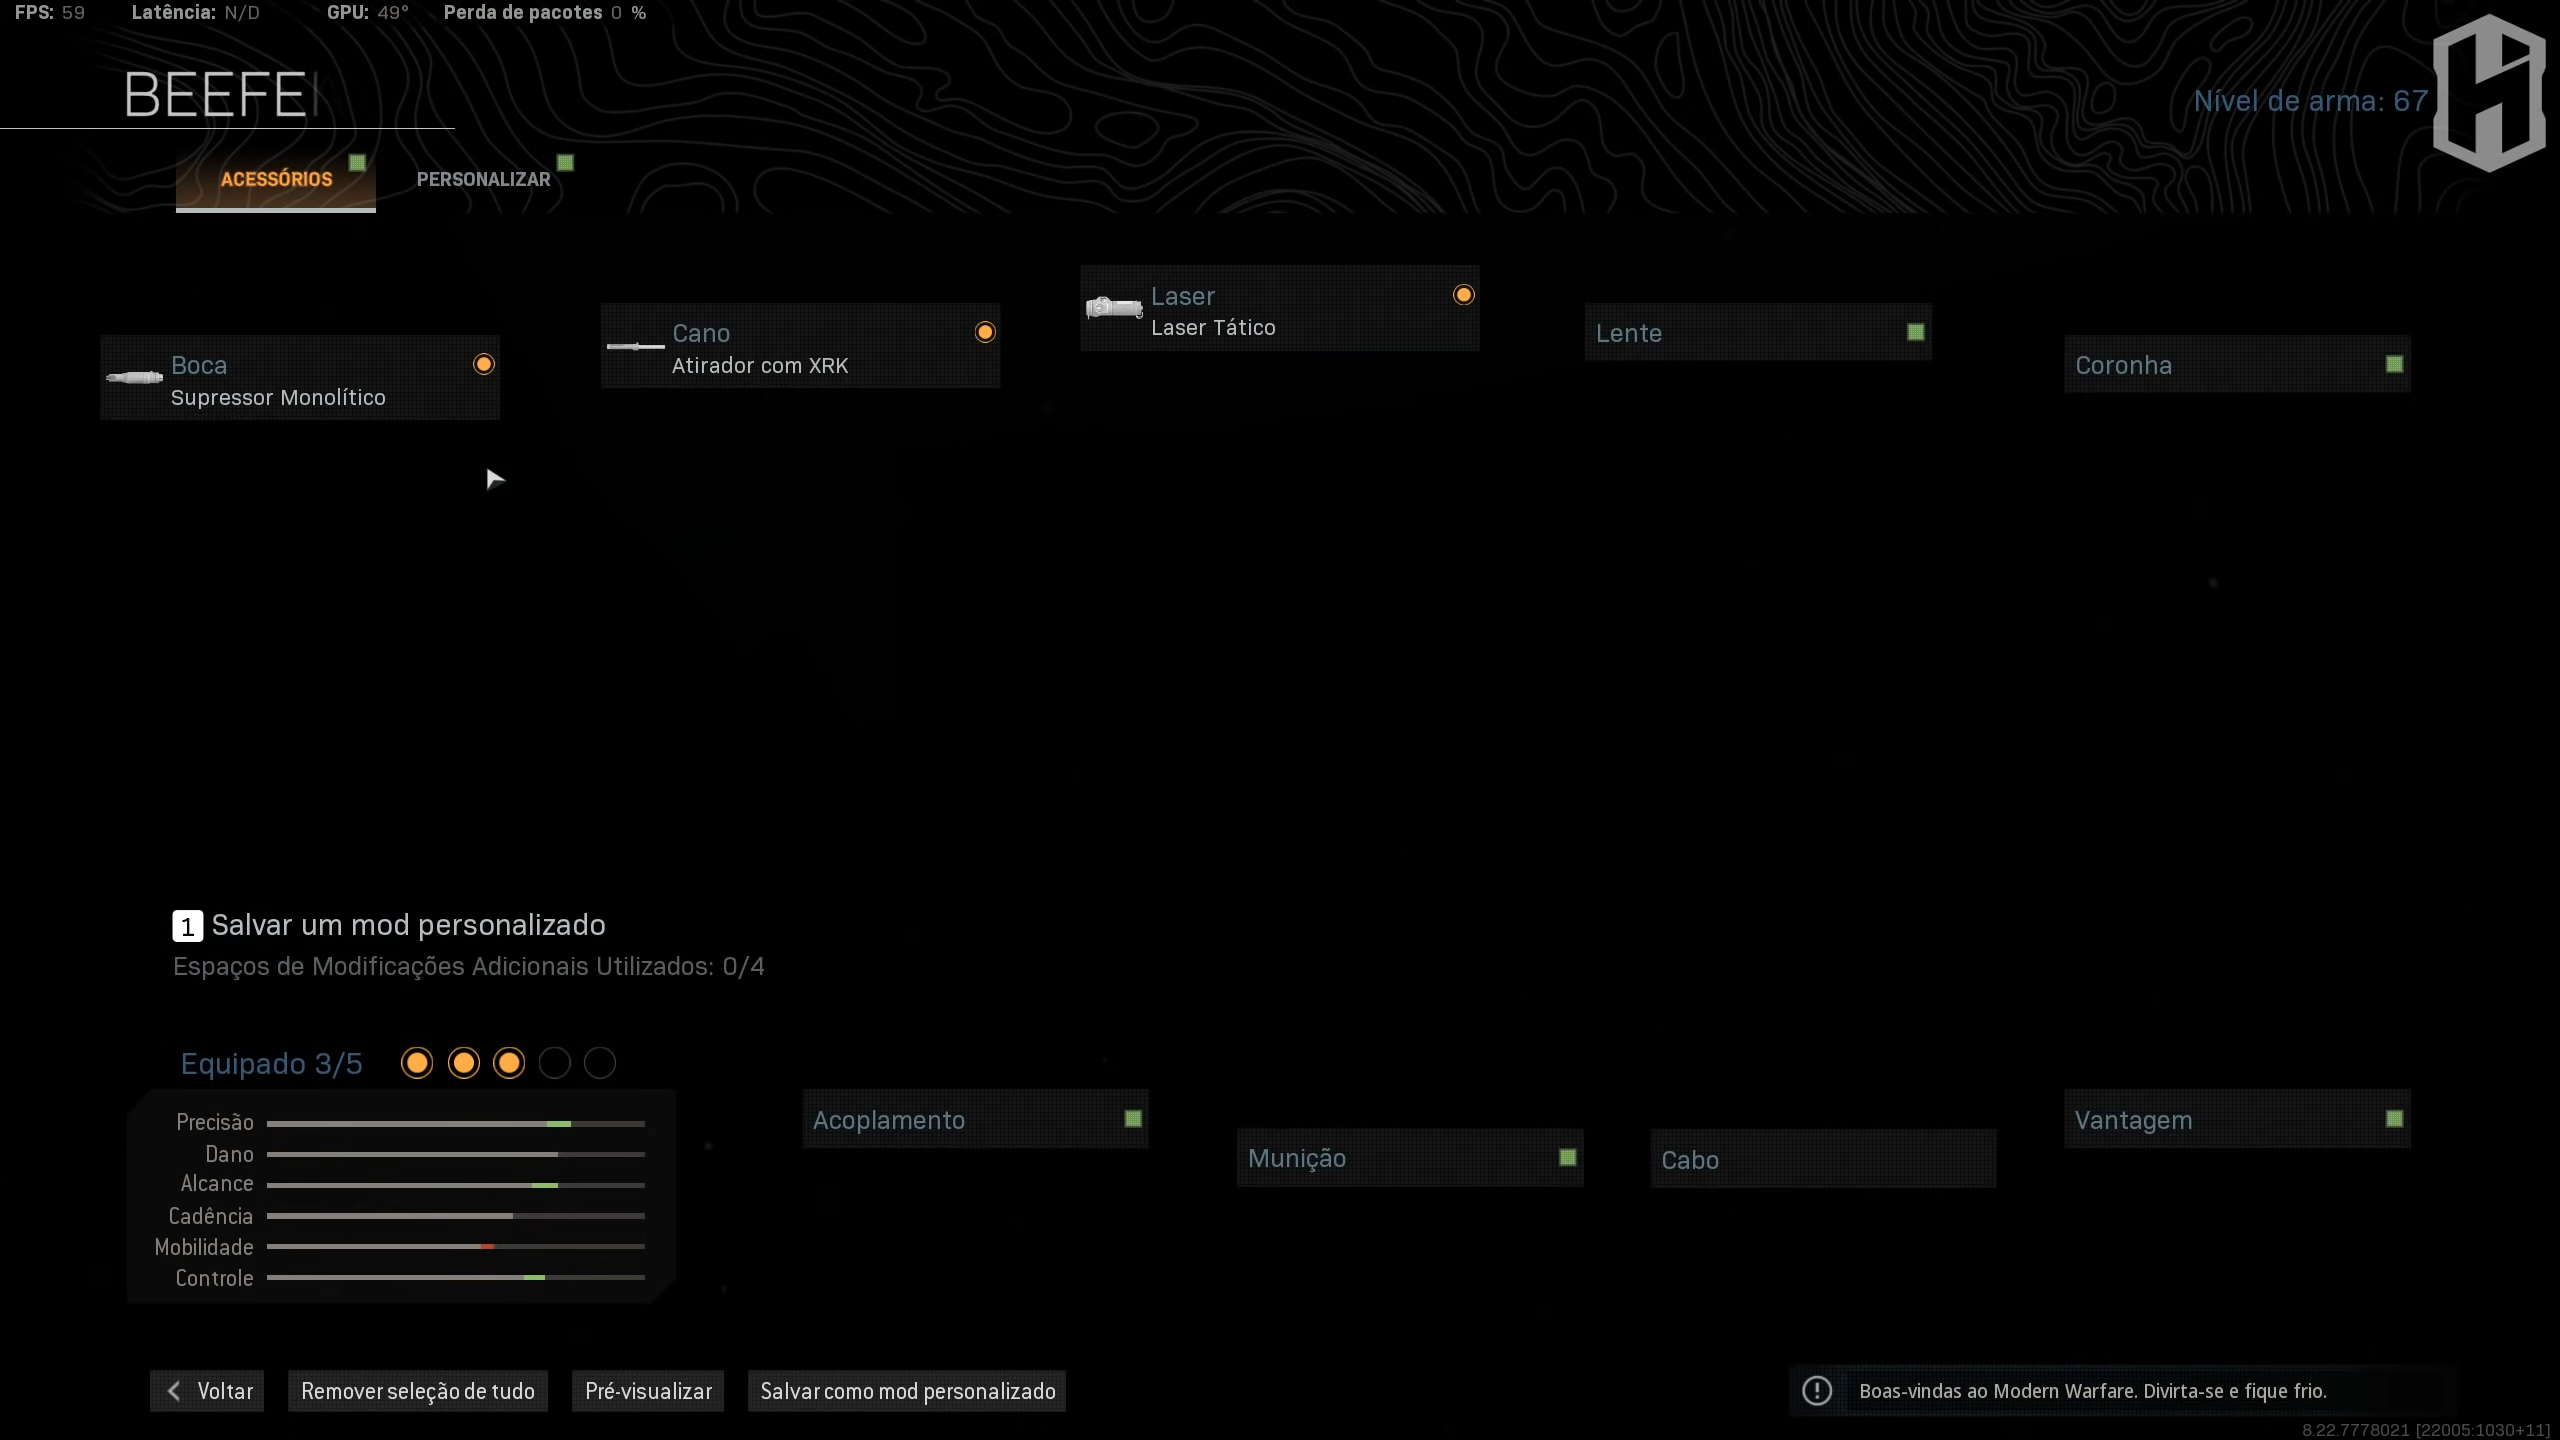 FPS: 59 Latência: N/D GPU: 49° Perda de pacotes 0 %
BEEFE
Nível de arma: 67
ACESSÓRIOS PERSONALIZAR
Laser
Laser Tático
Cano
Atirador com XRK
Lente
Boca
Supressor Monolítico
Coronha
1 Salvar um mod personalizado
Espaços de Modificações Adicionais Utilizados: 0/4
Equipado 3/5
Precisão
Dano
Alcance
Cadência
Mobilidade
Controle
Acoplamento
Munição
Cabo
Vantagem
Voltar Remover seleção de tudo Pré-visualizar Salvar como mod personalizado
Boas-vindas ao Modern Warfare. Divirta-se e fique frio.
8.22.7778021 [22005:1030+11]